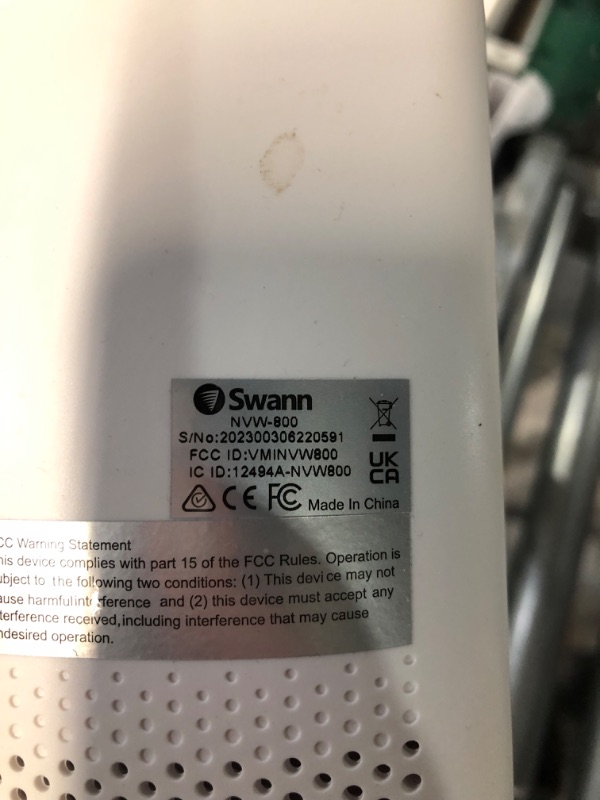 Swann
NVW-800
S/No:202300306220591
FCC ID:VMINVW800
IC ID:12494A-NVW800
UK
CA
CE FC Made In China
CC Warning Statement
his device complies with part 15 of the FCC Rules. Operation is
ubject to the following two conditions: (1) This device may not
ause harmful interference and (2) this device must accept any
terference received,including interference that may cause
ndesired operation.